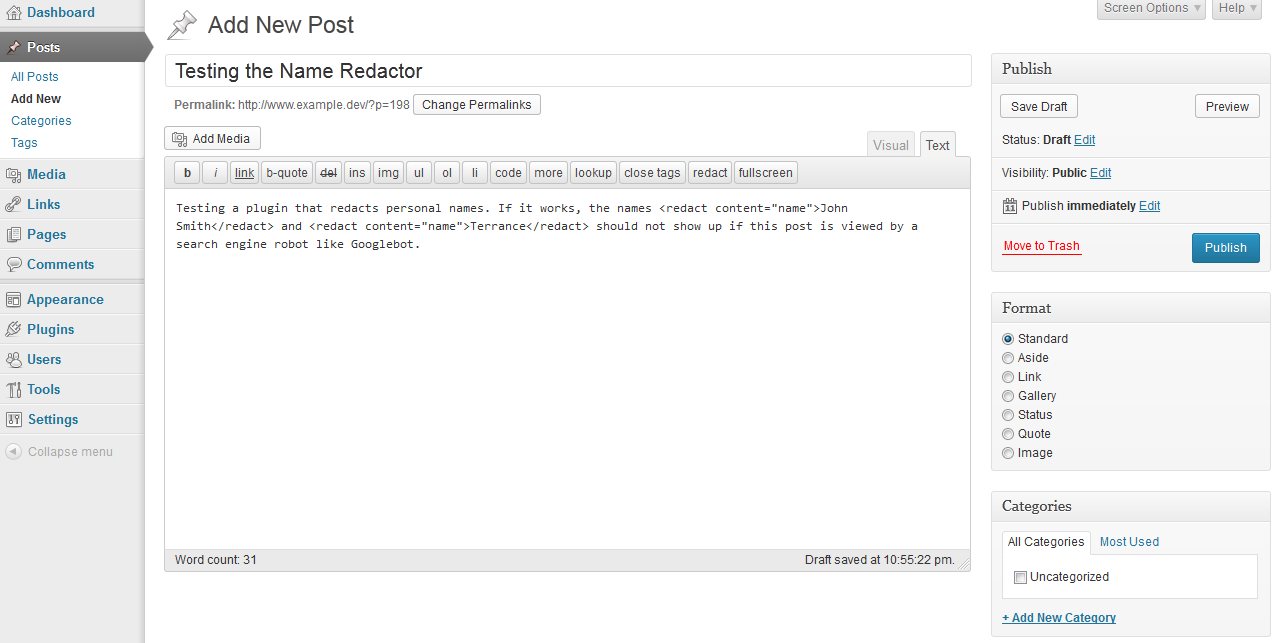 Dashboard
Posts
All Posts
Add New
Categories
Tags
Media
Links
Pages
Comments
Appearance
Plugins
Users
Tools
Settings
Collapse menu
Screen Options
Help
Add New Post
Testing the Name Redactor
Permalink: http://www.example.dev/?p=198 Change Permalinks
Add Media
Visual Text
b i link b-quote del ins img ul ol li code more lookup close tags redact fullscreen
Testing a plugin that redacts personal names. If it works, the names <redact content="name">John
Smith</redact> and <redact content="name">Terrance</redact> should not show up if this post is viewed by a
search engine robot like Googlebot.
Word count: 31
Draft saved at 10:55:22 pm.
Publish
Save Draft Preview
Status: Draft Edit
Visibility: Public Edit
Publish immediately Edit
Move to Trash Publish
Format
Standard
Aside
Link
Gallery
Status
Quote
Image
Categories
All Categories Most Used
Uncategorized
+ Add New Category